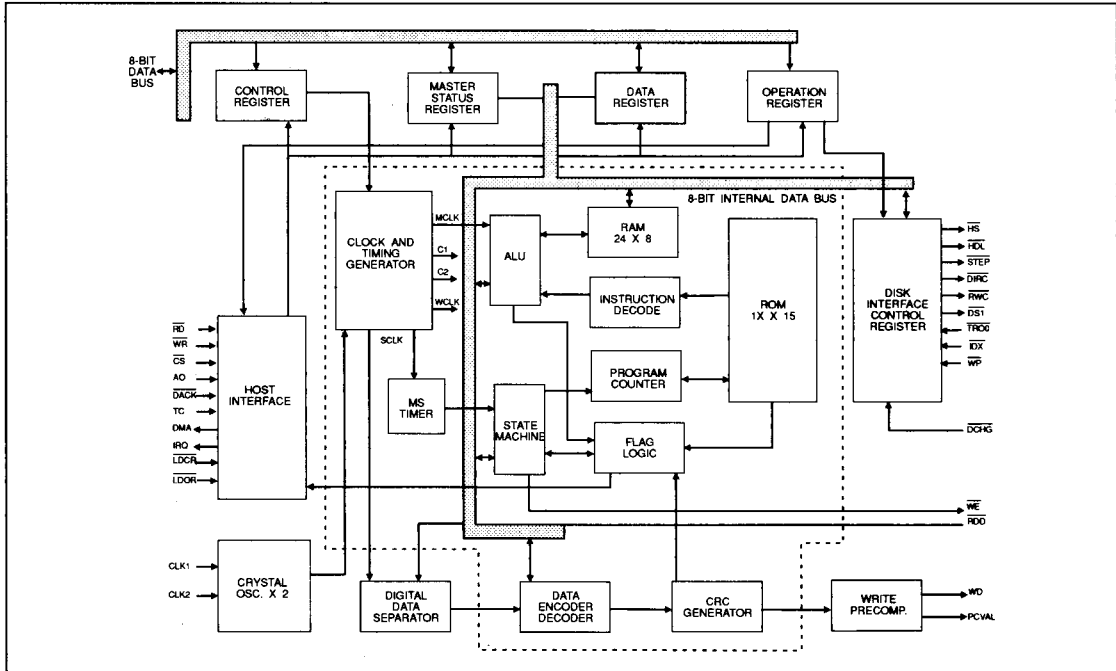 8-BIT
DATA
BUS
CONTROL
REGISTER
MASTER
STATUS
REGISTER
DATA
REGISTER
OPERATION
REGISTER
8-BIT INTERNAL DATA BUS
CLOCK AND
TIMING
GENERATOR
MCLK
C1
C2
WCLK
SCLK
ALU
RAM
24 X 8
INSTRUCTION
DECODE
ROM
1X X 15
PROGRAM
COUNTER
MS
TIMER
STATE
MACHINE
FLAG
LOGIC
DISK
INTERFACE
CONTROL
REGISTER
HS
HDL
STEP
DIRC
RWC
DS1
TRO0
IDX
WP
DCHG
WE
RDD
RD
WR
CS
AO
DACK
TC
DMA
IRQ
LDCR
LDOR
HOST
INTERFACE
CLK1
CLK2
CRYSTAL
OSC. X 2
DIGITAL
DATA
SEPARATOR
DATA
ENCODER
DECODER
CRC
GENERATOR
WRITE
PRECOMP.
WD
PCVAL